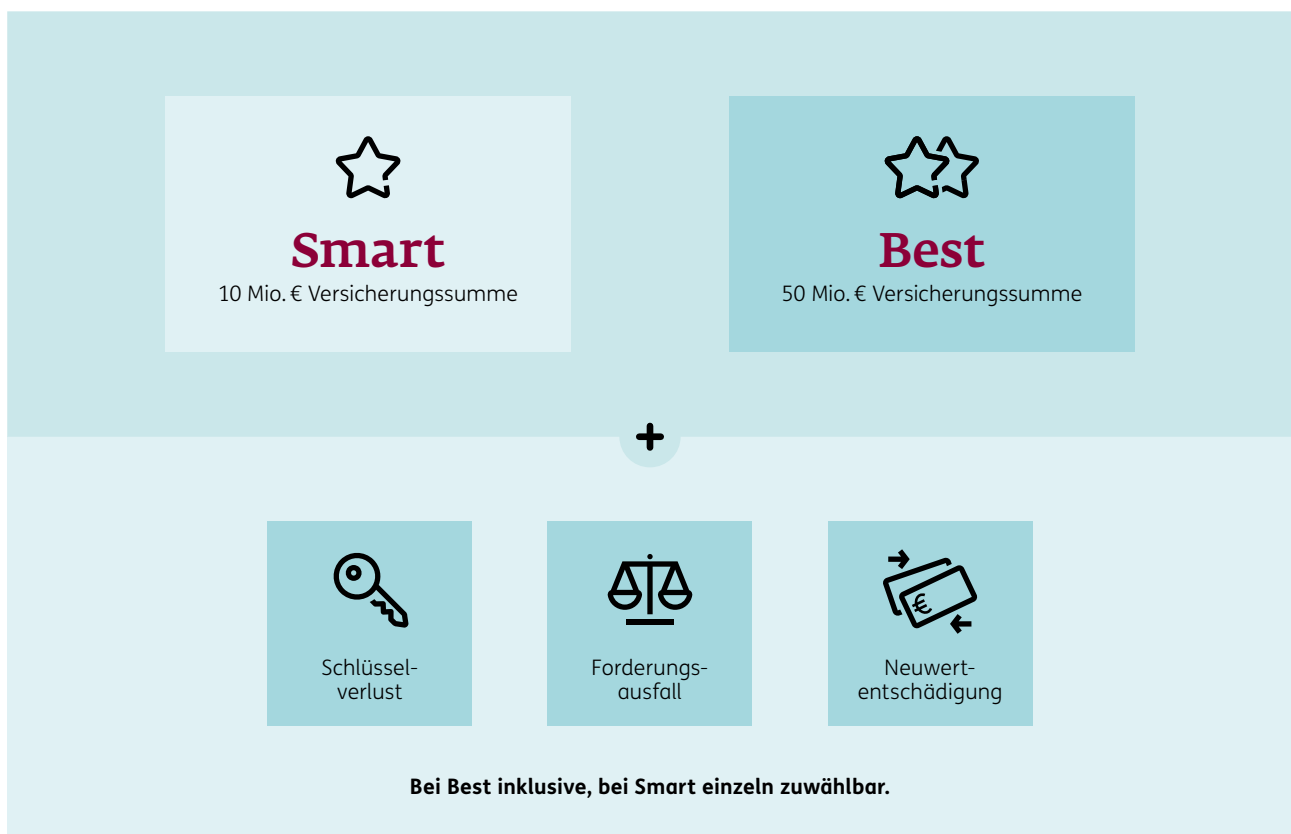 Smart
10 Mio. € Versicherungssumme
Best
50 Mio. € Versicherungssumme
Schlüssel-
verlust
Forderungs-
ausfall
€
Neuwert-
entschädigung
Bei Best inklusive, bei Smart einzeln zuwählbar.